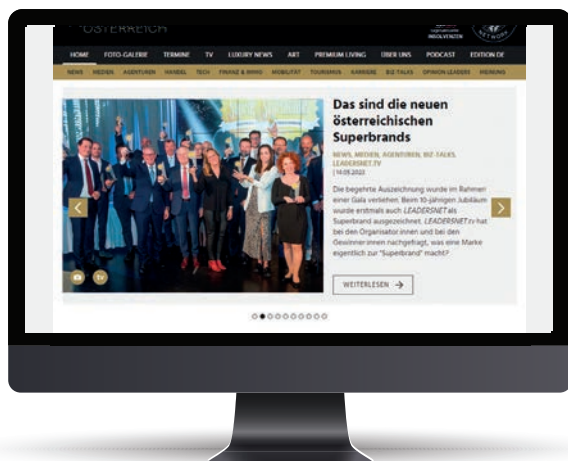 ÖSTERREICH
INSOLVENZEN
NETWORK
HOME FOTO-GALERIE TERMINE TV LUXURY NEWS ART PREMIUM LIVING ÜBER UNS PODCAST EDITION DE
NEWS MEDIEN AGENTUREN HANDEL TECH FINANZ & IMMO MOBILITÄT TOURISMUS KARRIERE BIZ-TALKS OPINION LEADERS MEINUNG
Das sind die neuen
österreichischen
Superbrands
NEWS, MEDIEN, AGENTUREN, BIZ-TALKS,
LEADERSNET.TV
| 14.05.2022
Die begehrte Auszeichnung wurde im Rahmen
einer Gala verliehen. Beim 10-jährigen Jubiläum
wurde erstmals auch LEADERSNET als
Superbrand ausgezeichnet. LEADERSNET.tv hat
bei den Organisator:innen und bei den
Gewinner:innen nachgefragt, was eine Marke
eigentlich zur "Superbrand" macht?
tv
WEITERLESEN →